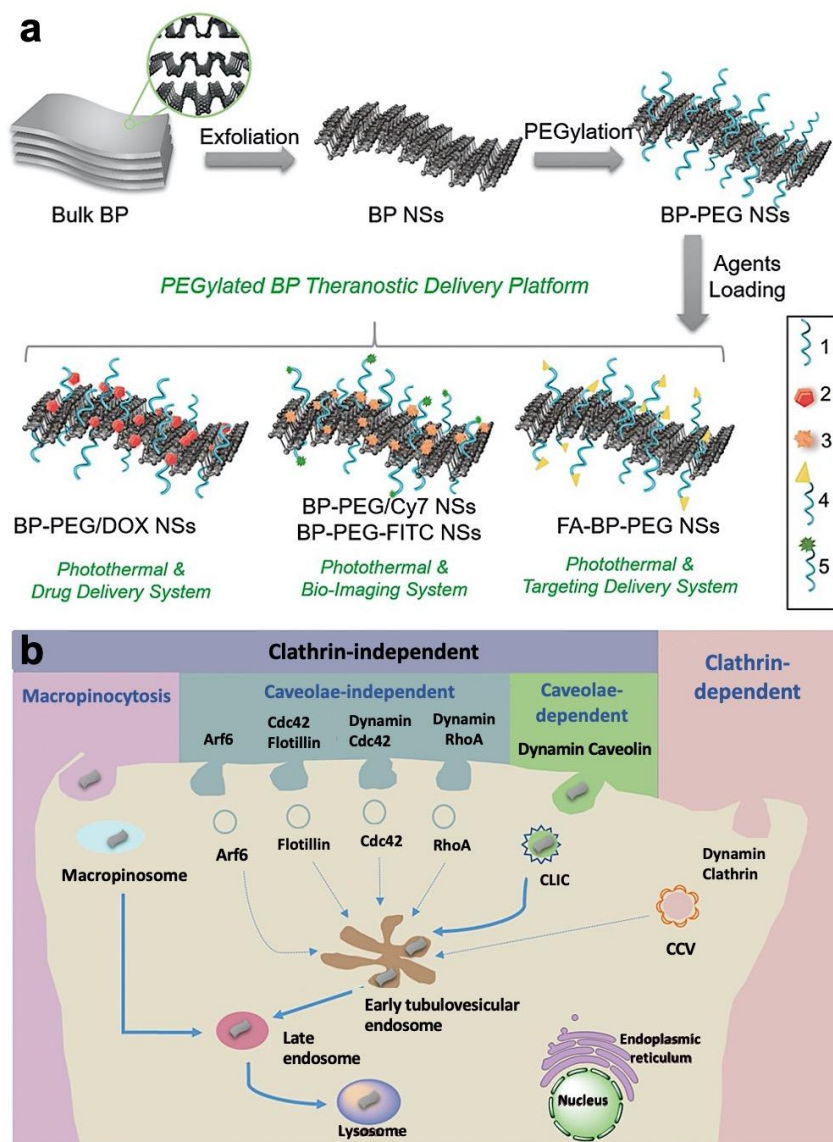 a
Exfoliation
PEGylation
Bulk BP
BP NSs
BP-PEG NSs
Agents
Loading
PEGylated BP Theranostic Delivery Platform
1
2
3
4
5
BP-PEG/DOX NSs
BP-PEG/Cy7 NSs
BP-PEG-FITC NSs
FA-BP-PEG NSs
Photothermal &
Drug Delivery System
Photothermal &
Bio-Imaging System
Photothermal &
Targeting Delivery System
b
Clathrin-independent
Clathrin-
dependent
Macropinocytosis
Caveolae-independent
Caveolae-
dependent
Arf6
Cdc42
Flotillin
Dynamin
Cdc42
Dynamin
RhoA
Dynamin Caveolin
Macropinosome
Arf6
Flotillin
Cdc42
RhoA
CLIC
Dynamin
Clathrin
CCV
Early tubulovesicular
endosome
Late
endosome
Lysosome
Endoplasmic
reticulum
Nucleus